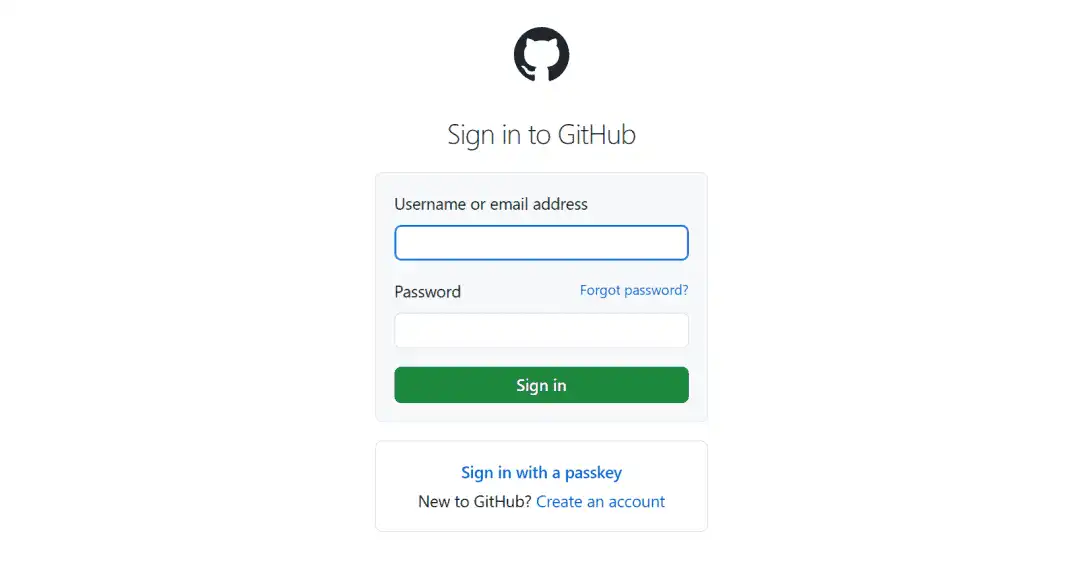 Sign in to GitHub
Username or email address
Password Forgot password?
Sign in
Sign in with a passkey
New to GitHub? Create an account